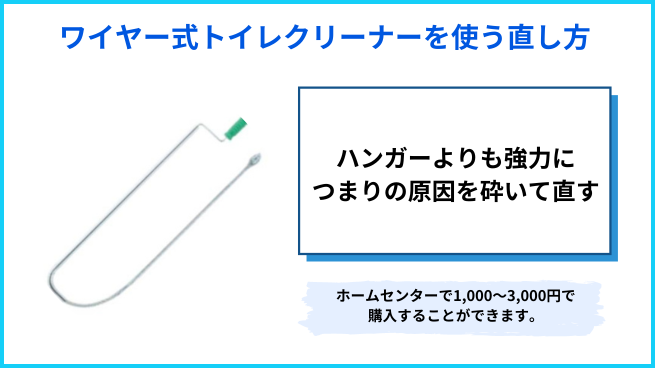 ワイヤー式トイレクリーナーを使う直し方
ハンガーよりも強力に
つまりの原因を砕いて直す
ホームセンターで1,000〜3,000円で
購入することができます。